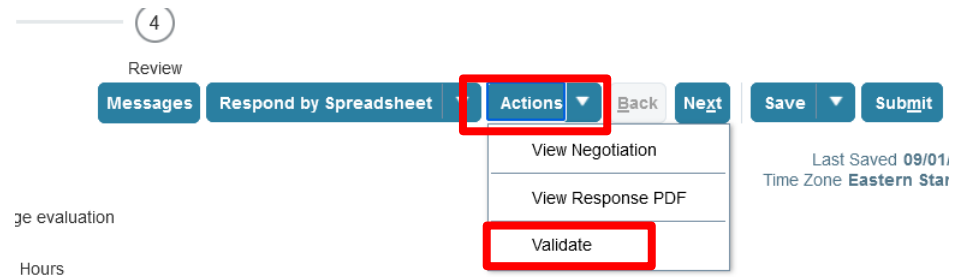 4
Review
Messages Respond by Spreadsheet Actions Back Next Save Submit
View Negotiation
Last Saved 09/01/
Time Zone Eastern Star
View Response PDF
ge evaluation
Validate
Hours